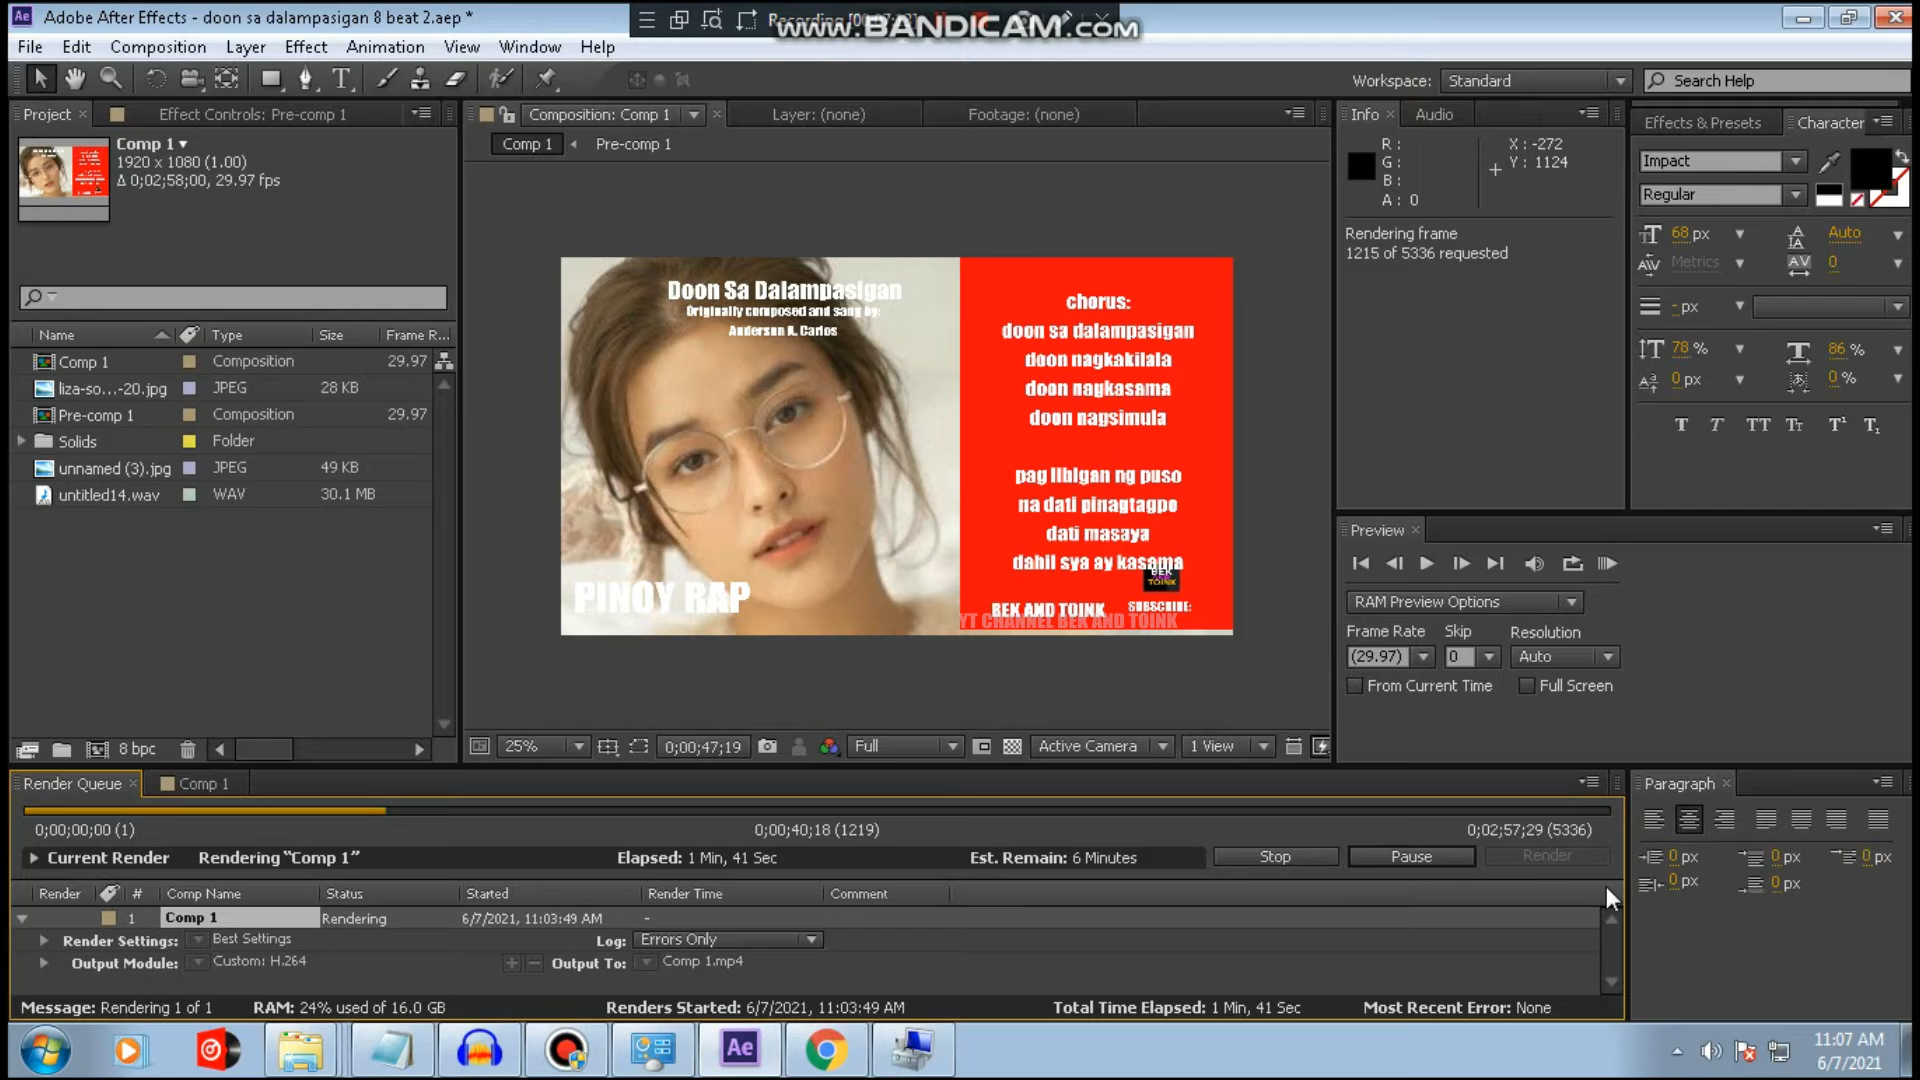 Adobe After Effects - doon sa dalampasigan 8 beat 2.aep *
www.BANDICAM.com
File Edit Composition Layer Effect Animation View Window Help
Workspace: Standard
Search Help
Project
Effect Controls: Pre-comp 1
Comp 1
1920 x 1080 (1.00)
Δ 0;02;58;00, 29.97 fps
Name Type Size Frame R...
Comp 1 Composition 29.97
liza-so...-20.jpg JPEG 28 KB
Pre-comp 1 Composition 29.97
Solids Folder
unnamed (3).jpg JPEG 49 KB
untitled14.wav WAV 30.1 MB
8 bpc
Composition: Comp 1
Layer: (none)
Footage: (none)
Comp 1 Pre-comp 1
Doon Sa Dalampasigan
Originally composed and sang by:
Anderson A. Carlos
PINOY RAP
chorus:
doon sa dalampasigan
doon nagkakilala
doon nagkasama
doon nagsimula
pag iibigan ng puso
na dati pinagtagpo
dati masaya
dahil sya ay kasama
BEK
TOINK
BEK AND TOINK
SUBSCRIBE:
YT CHANNEL BEK AND TOINK
25% 0;00;47;19 Full Active Camera 1 View
Info Audio
R: X: -272
G: Y: 1124
B:
A: 0
Rendering frame
1215 of 5336 requested
Preview
RAM Preview Options
Frame Rate Skip Resolution
(29.97) 0 Auto
From Current Time Full Screen
Effects & Presets Character
Impact
Regular
68 px Auto
Metrics 0
- px
78 % 86 %
0 px 0 %
Render Queue Comp 1
0;00;00;00 (1) 0;00;40;18 (1219) 0;02;57;29 (5336)
Current Render Rendering "Comp 1" Elapsed: 1 Min, 41 Sec Est. Remain: 6 Minutes Stop Pause Render
Render # Comp Name Status Started Render Time Comment
1 Comp 1 Rendering 6/7/2021, 11:03:49 AM -
Render Settings: Best Settings Log: Errors Only
Output Module: Custom: H.264 Output To: Comp 1.mp4
Message: Rendering 1 of 1 RAM: 24% used of 16.0 GB Renders Started: 6/7/2021, 11:03:49 AM Total Time Elapsed: 1 Min, 41 Sec Most Recent Error: None
Paragraph
0 px 0 px 0 px
0 px 0 px
Ae
11:07 AM
6/7/2021